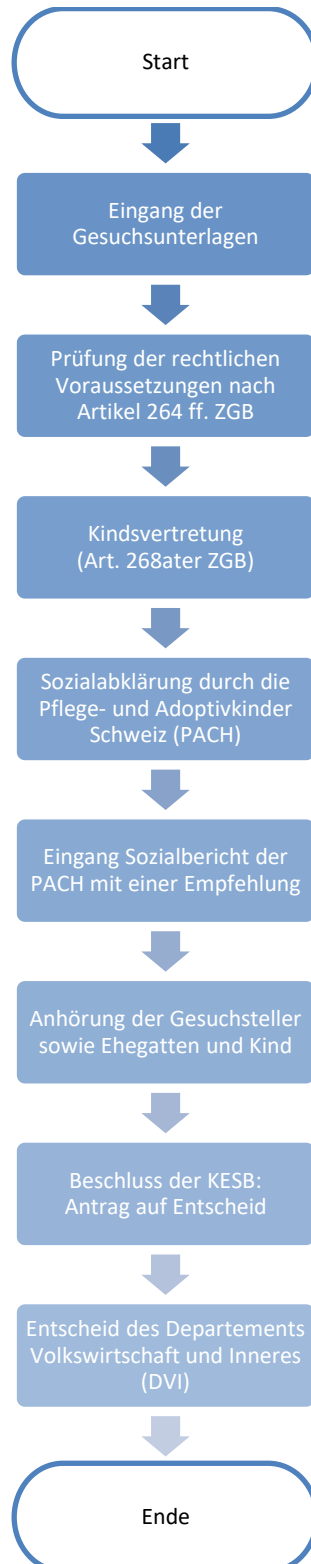 Start
Eingang der
Gesuchsunterlagen
Prüfung der rechtlichen
Voraussetzungen nach
Artikel 264 ff. ZGB
Kindsvertretung
(Art. 268ater ZGB)
Sozialabklärung durch die
Pflege- und Adoptivkinder
Schweiz (PACH)
Eingang Sozialbericht der
PACH mit einer Empfehlung
Anhörung der Gesuchsteller
sowie Ehegatten und Kind
Beschluss der KESB:
Antrag auf Entscheid
Entscheid des Departements
Volkswirtschaft und Inneres
(DVI)
Ende